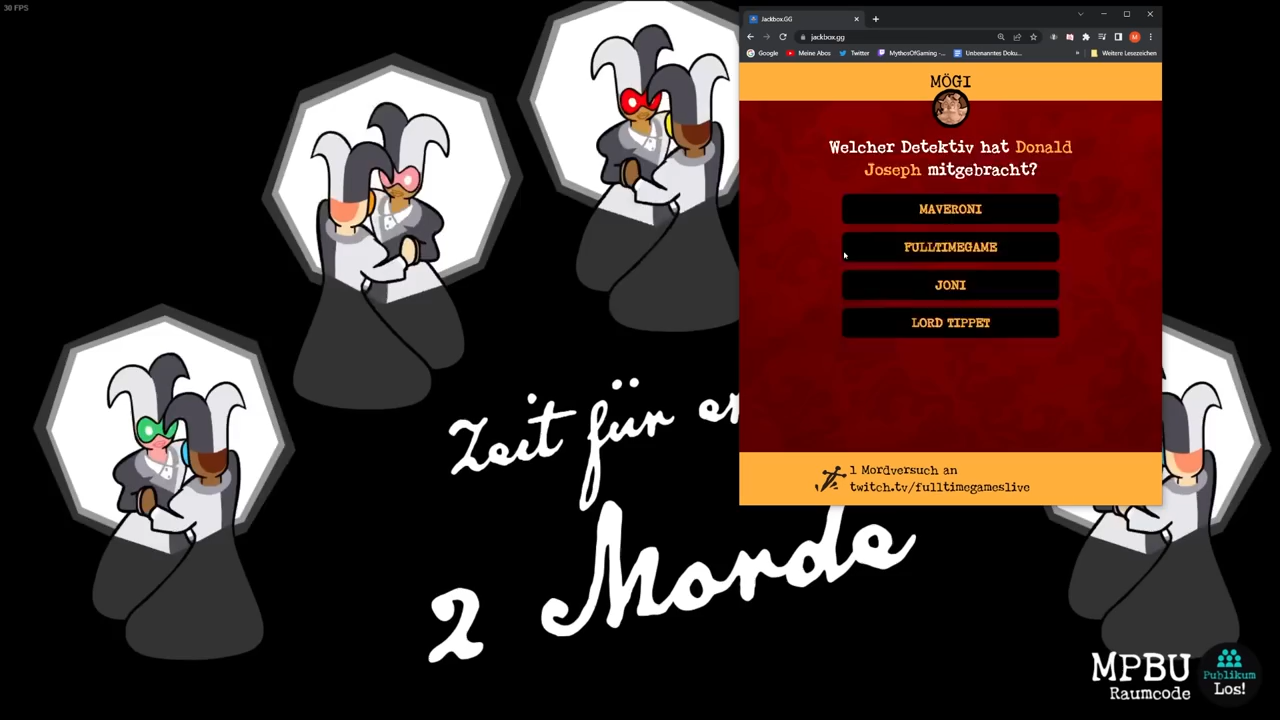 30 FPS
Jackbox.GG
jackbox.gg
Google
Meine Abos
Twitter
MythosOfGaming -...
Unbenanntes Doku...
Weitere Lesezeichen
MÖGI
Welcher Detektiv hat Donald
Joseph mitgebracht?
MAVERONI
FULLTIMEGAME
JONI
LORD TIPPET
1 Mordversuch an
twitch.tv/fulltimegameslive
Zeit für
2 Morde
MPBU
Raumcode
Publikum
Los!